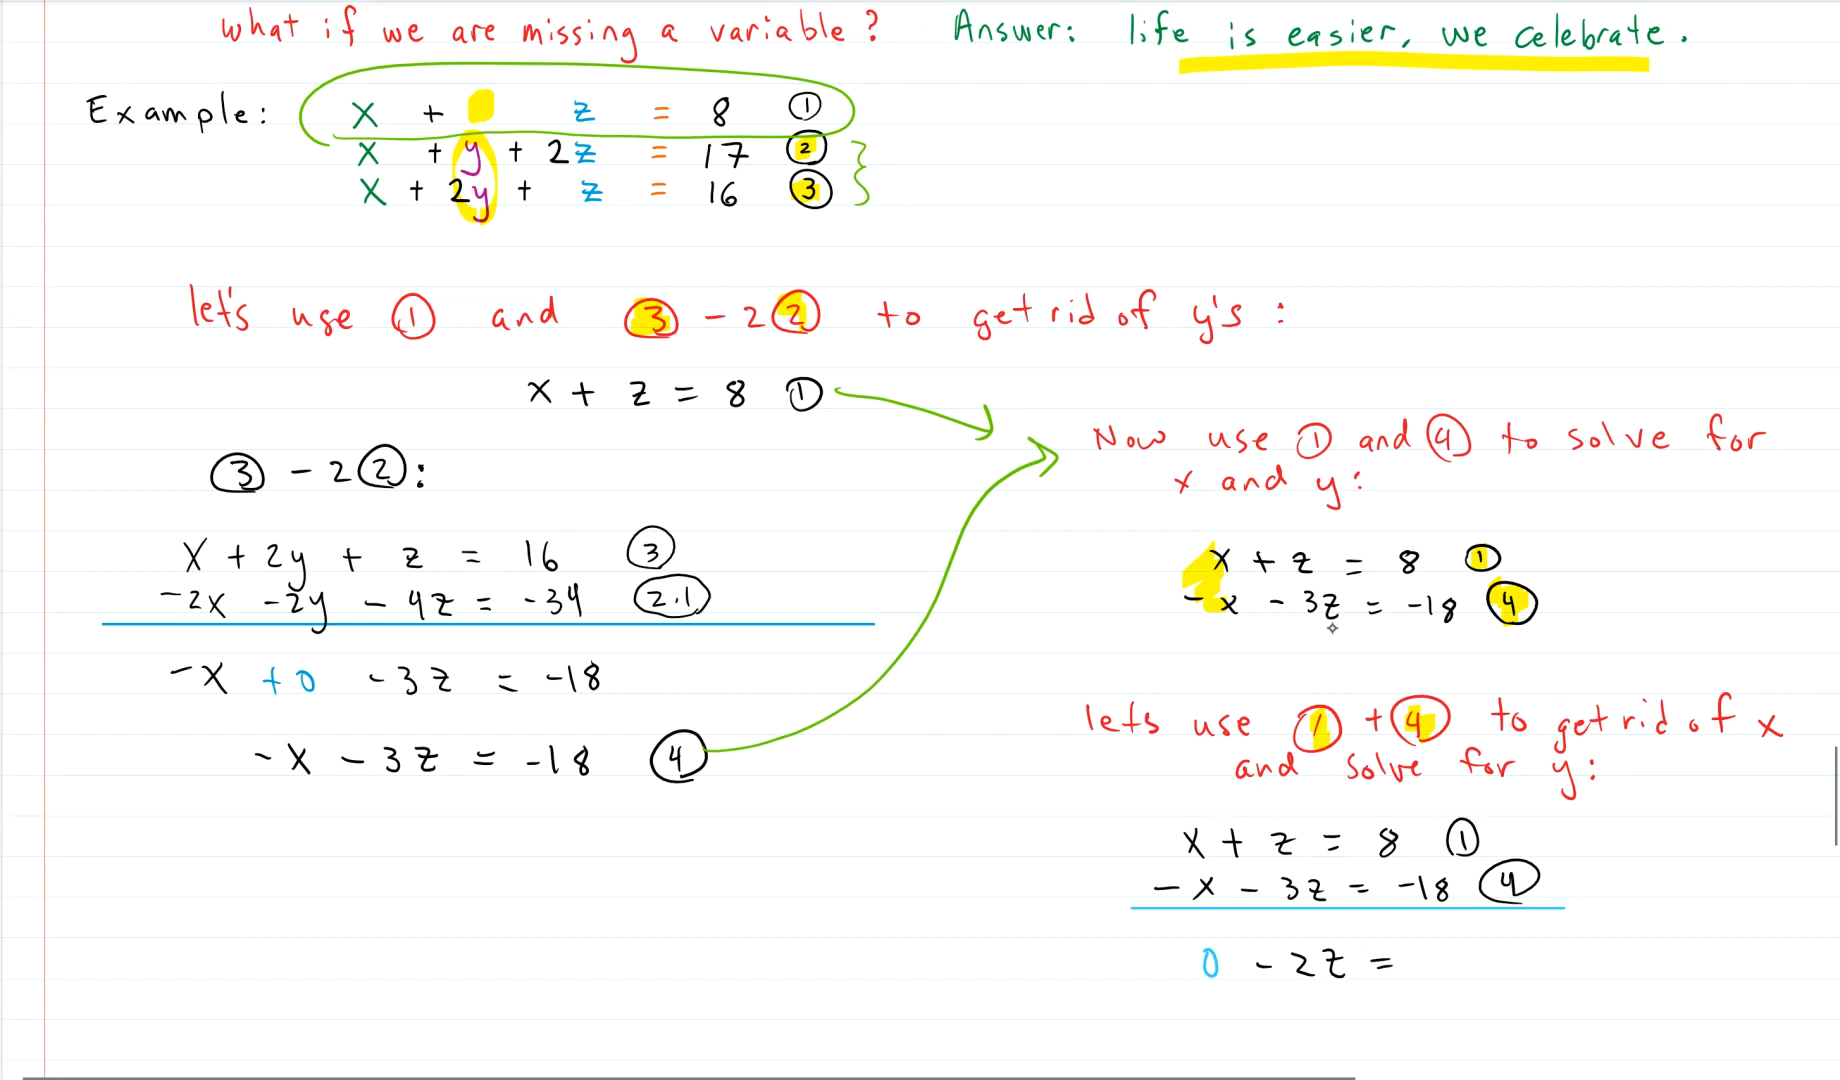 what if we are missing a variable? Answer: life is easier, we celebrate.
Example: x + z = 8 ①
x + y + 2z = 17 ②
x + 2y + z = 16 ③
let's use ① and ③ - 2② to get rid of y's :
x + z = 8 ①
③ - 2②:
x + 2y + z = 16 ③
-2x -2y - 4z = -34 (2.1)
-x +0 -3z = -18
-x - 3z = -18 ④
Now use ① and ④ to solve for
x and y:
x + z = 8 ①
-x - 3z = -18 ④
lets use ① + ④ to get rid of x
and solve for y:
x + z = 8 ①
-x - 3z = -18 ④
0 - 2z =